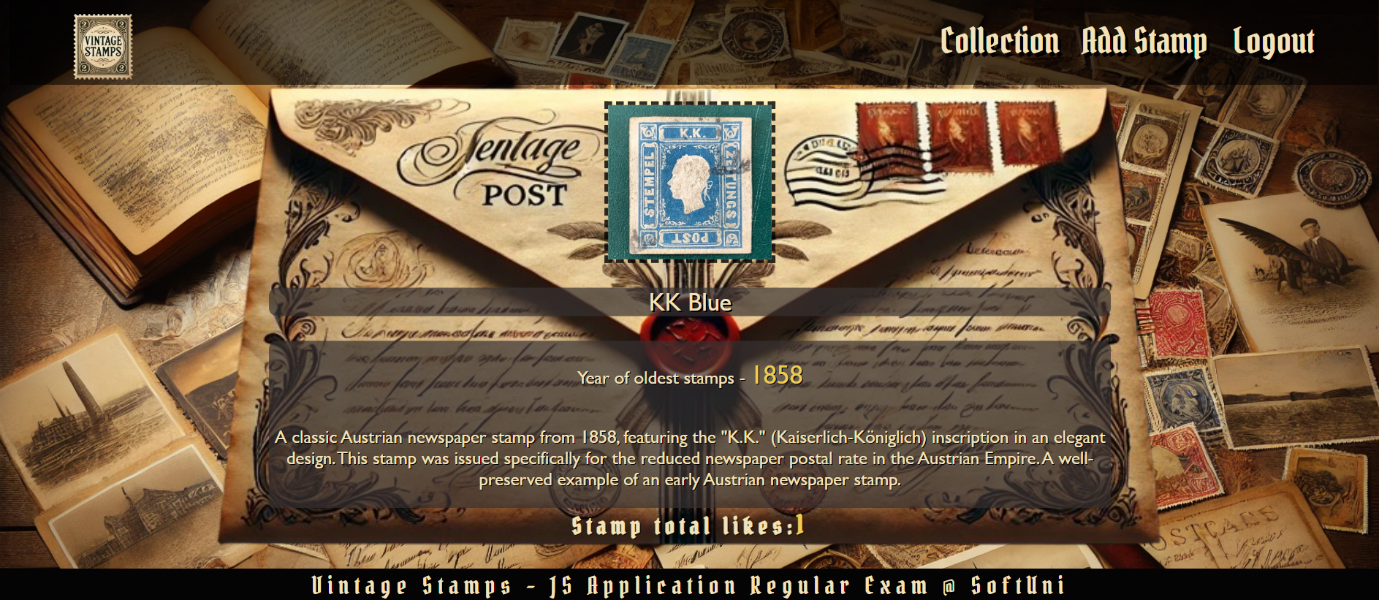 VINTAGE
STAMPS
Collection Add Stamp Logout
Sentage
POST
K.K.
STEMPEL
ZEITUNGS
POST
KK Blue
Year of oldest stamps - 1858
A classic Austrian newspaper stamp from 1858, featuring the "K.K." (Kaiserlich-Königlich) inscription in an elegant
design. This stamp was issued specifically for the reduced newspaper postal rate in the Austrian Empire. A well-
preserved example of an early Austrian newspaper stamp.
Stamp total likes:1
Vintage Stamps - JS Application Regular Exam @ SoftUni